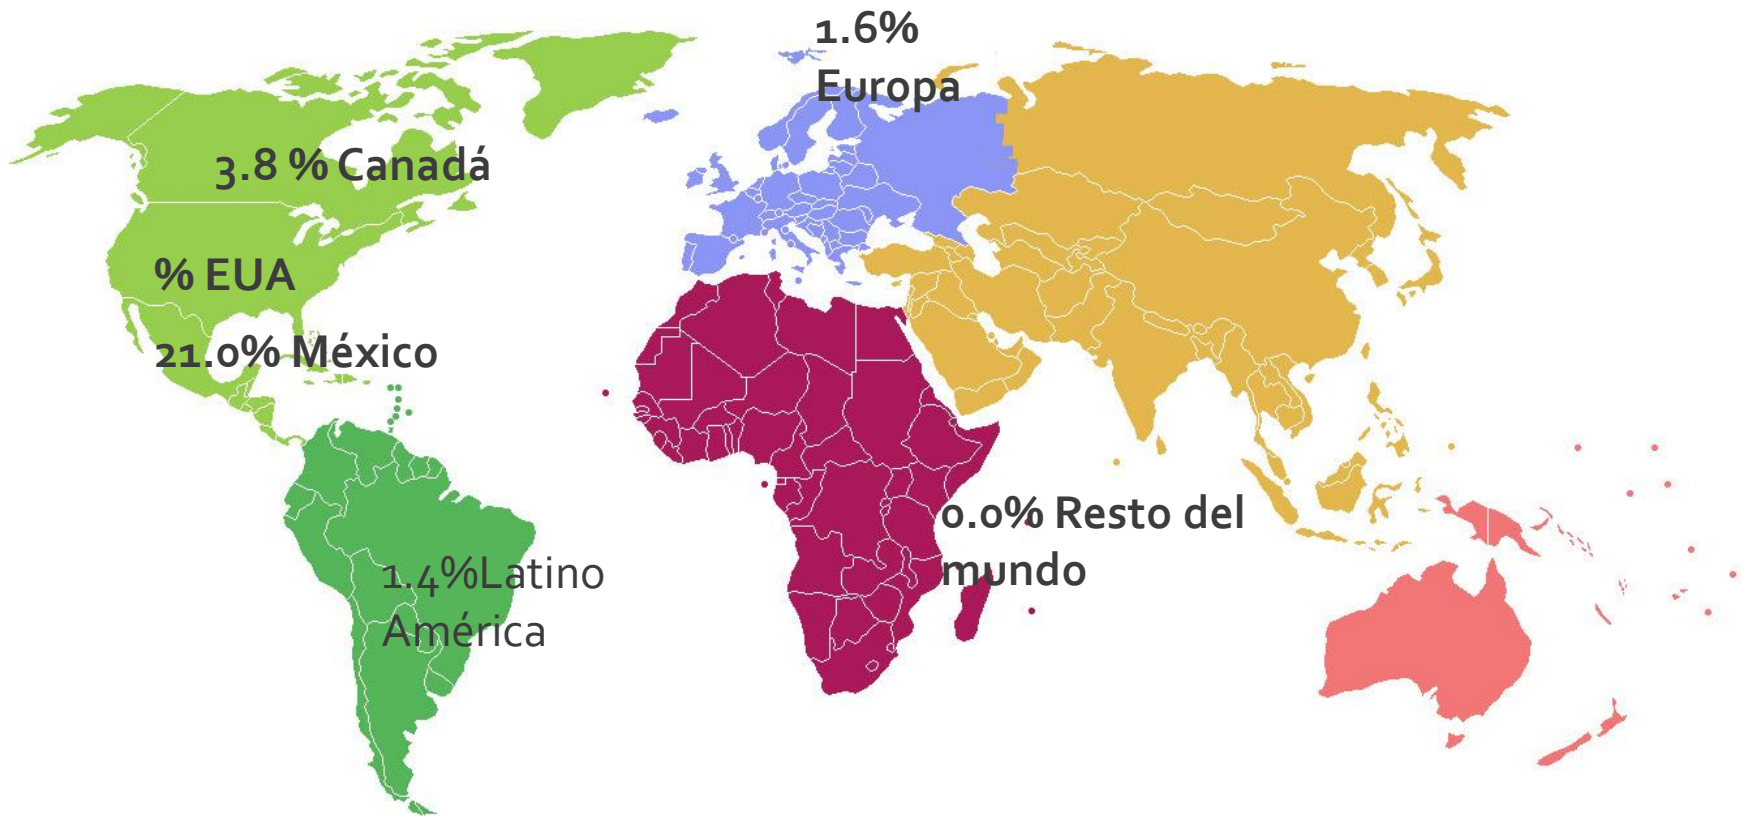 1.6%
Europa
3.8 % Canadá
% EUA
21.0% México
0.0% Resto del
mundo
1.4%Latino
América